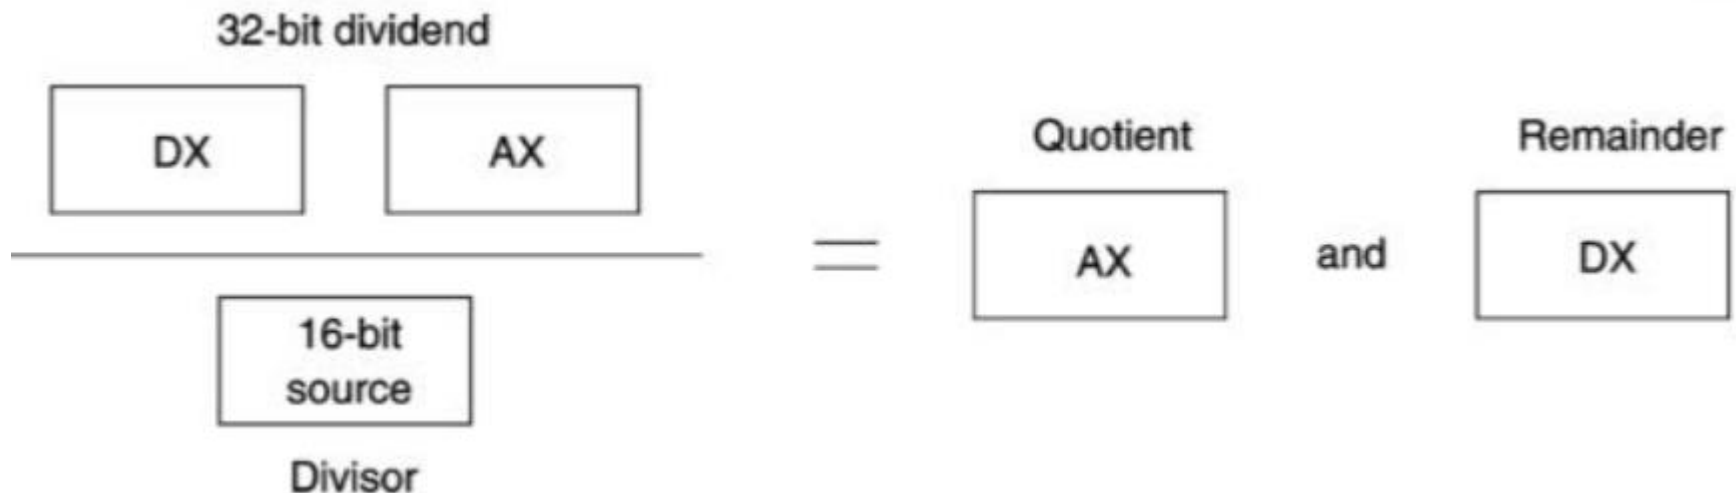 32-bit dividend
DX
AX
16-bit
source
Divisor
Quotient
AX
and
Remainder
DX